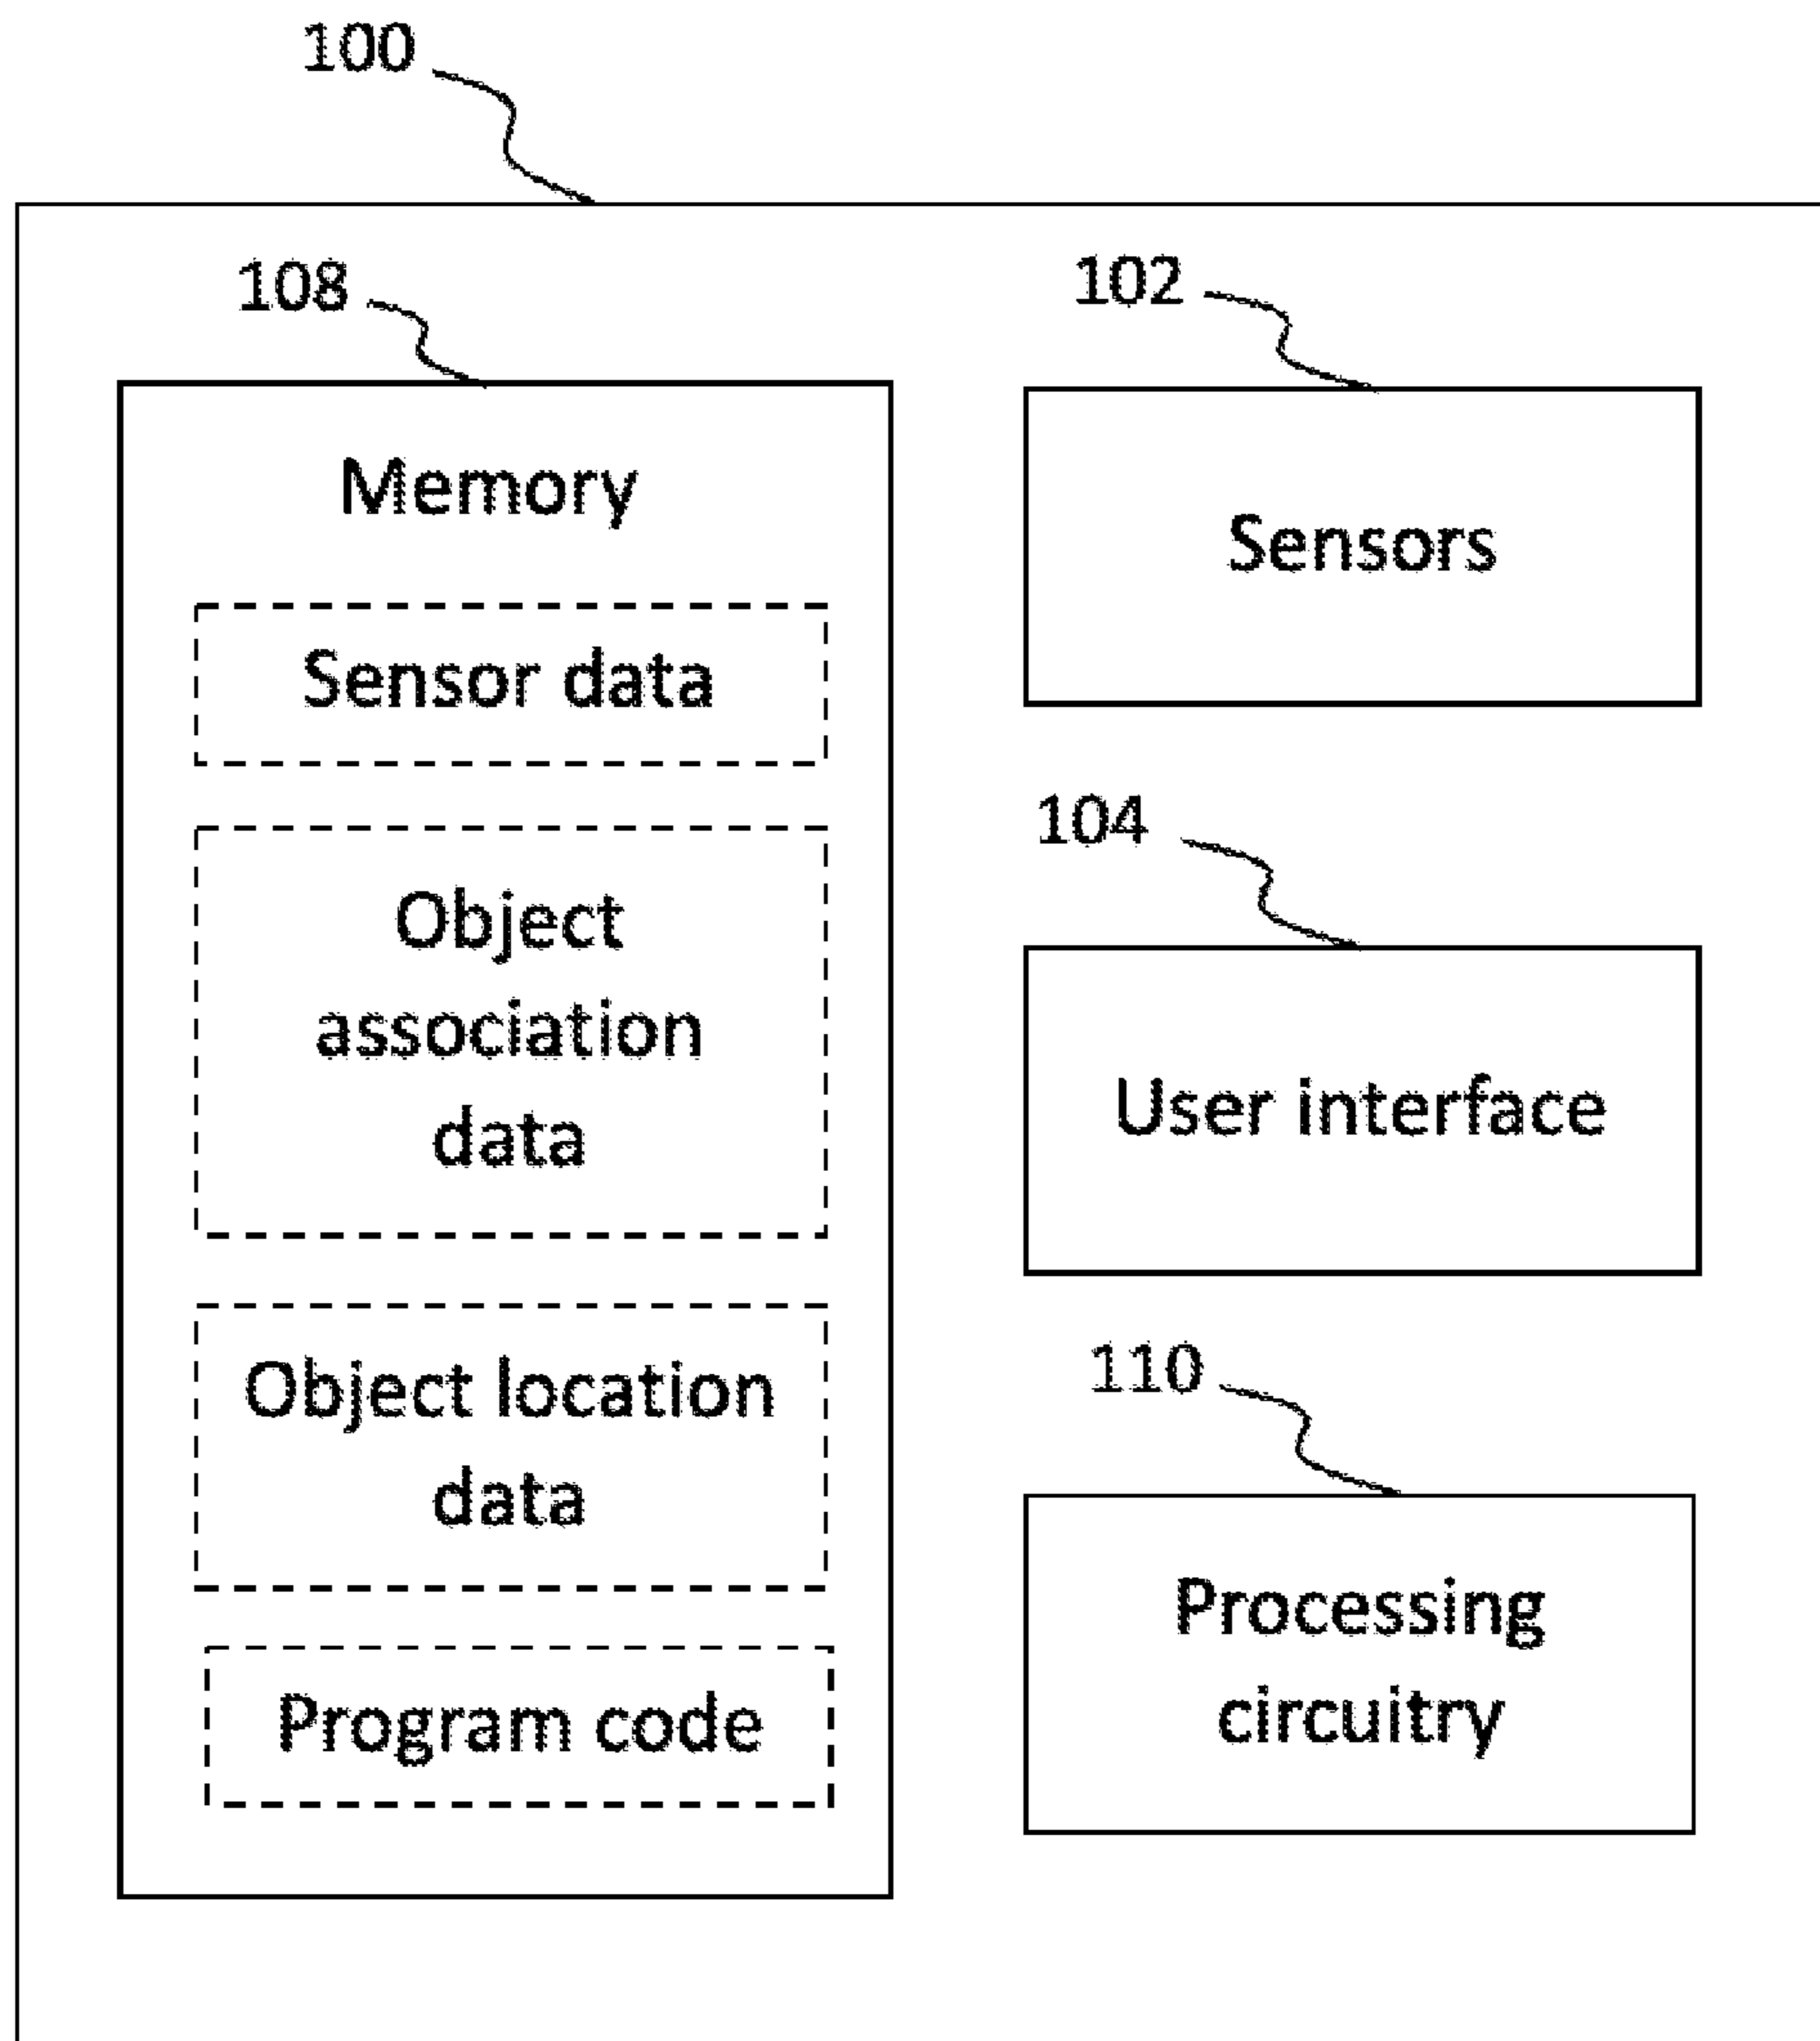 100
108
Memory
Sensor data
Object
association
data
Object location
data
Program code
102
Sensors
104
User interface
110
Processing
circuitry